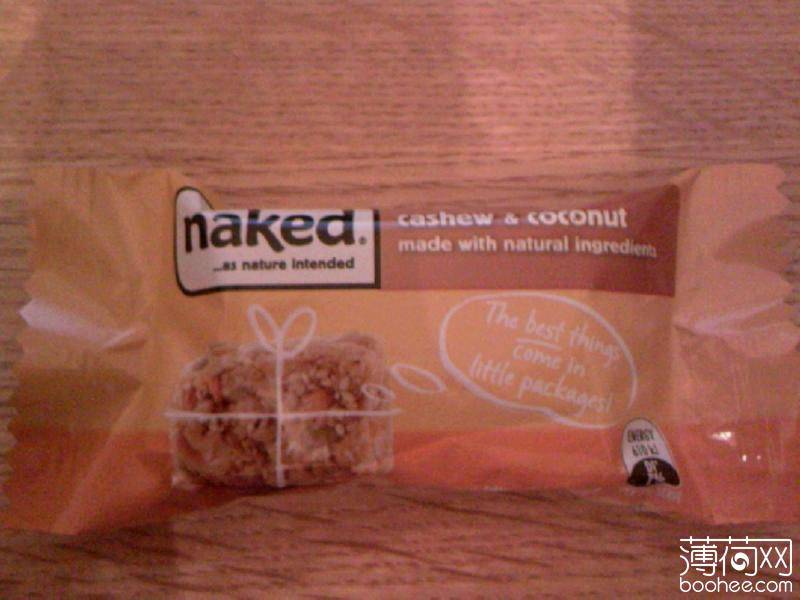 naked.®
...as nature intended
cashew & coconut
made with natural ingredients
The best things
come in
little packages!
ENERGY
薄荷网
boohee.com